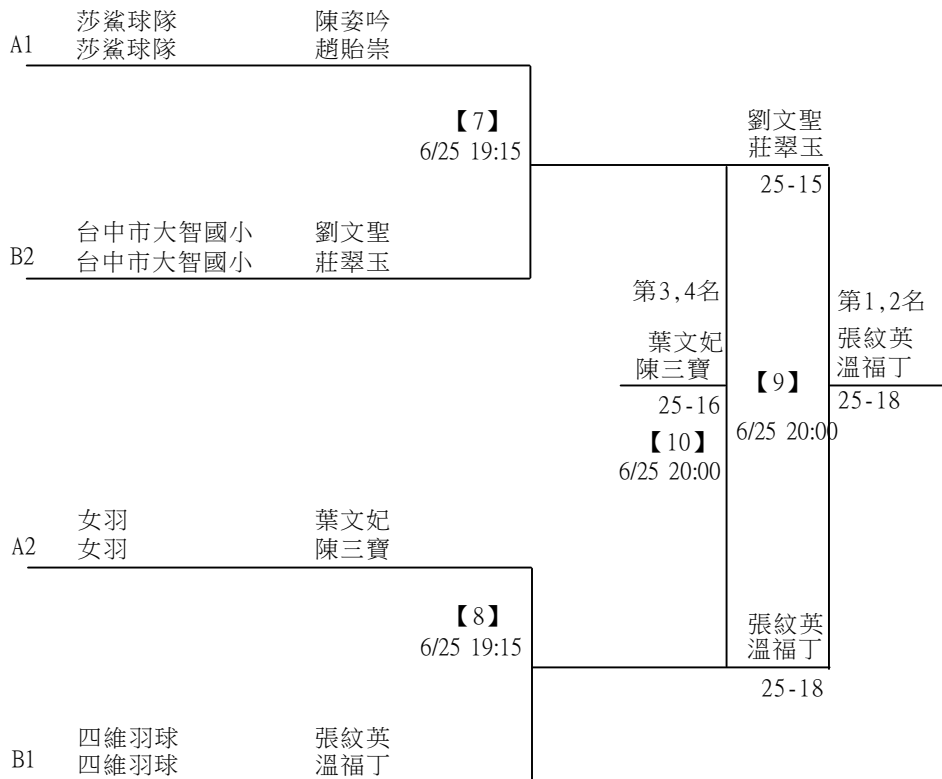 莎鯊球隊 陳姿吟
A1 莎鯊球隊 趙貽崇
【7】
6/25 19:15
劉文聖
莊翠玉
25-15
台中市大智國小 劉文聖
B2 台中市大智國小 莊翠玉
第3,4名
第1,2名
葉文妃
陳三寶
25-16
【10】
6/25 20:00
【9】
6/25 20:00
張紋英
溫福丁
25-18
女羽 葉文妃
A2 女羽 陳三寶
【8】
6/25 19:15
張紋英
溫福丁
25-18
四維羽球 張紋英
B1 四維羽球 溫福丁